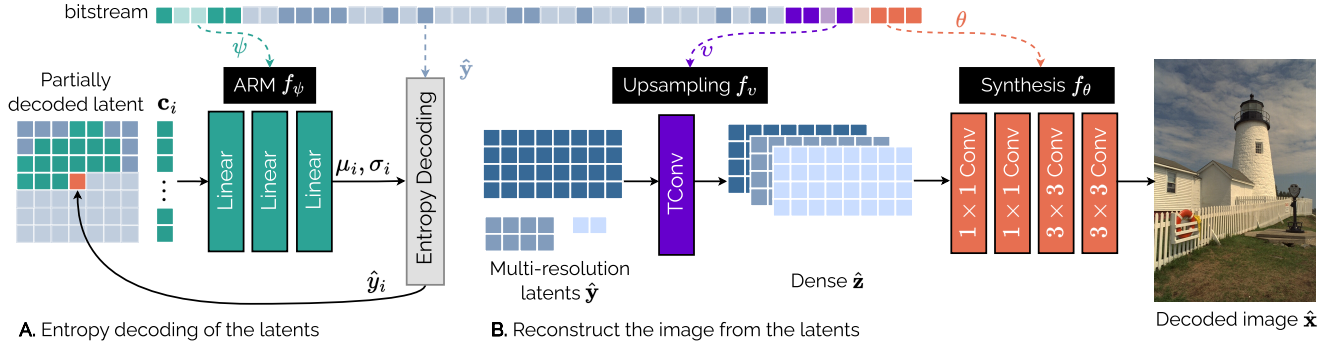 bitstream
ψ
ŷ
υ
θ
Partially
decoded latent
c_i
ARM f_ψ
Linear
Linear
Linear
μ_i, σ_i
Entropy Decoding
ŷ_i
A. Entropy decoding of the latents
Upsampling f_υ
TConv
Multi-resolution
latents ŷ
Dense ẑ
B. Reconstruct the image from the latents
Synthesis f_θ
1 × 1 Conv
1 × 1 Conv
3 × 3 Conv
3 × 3 Conv
Decoded image x̂